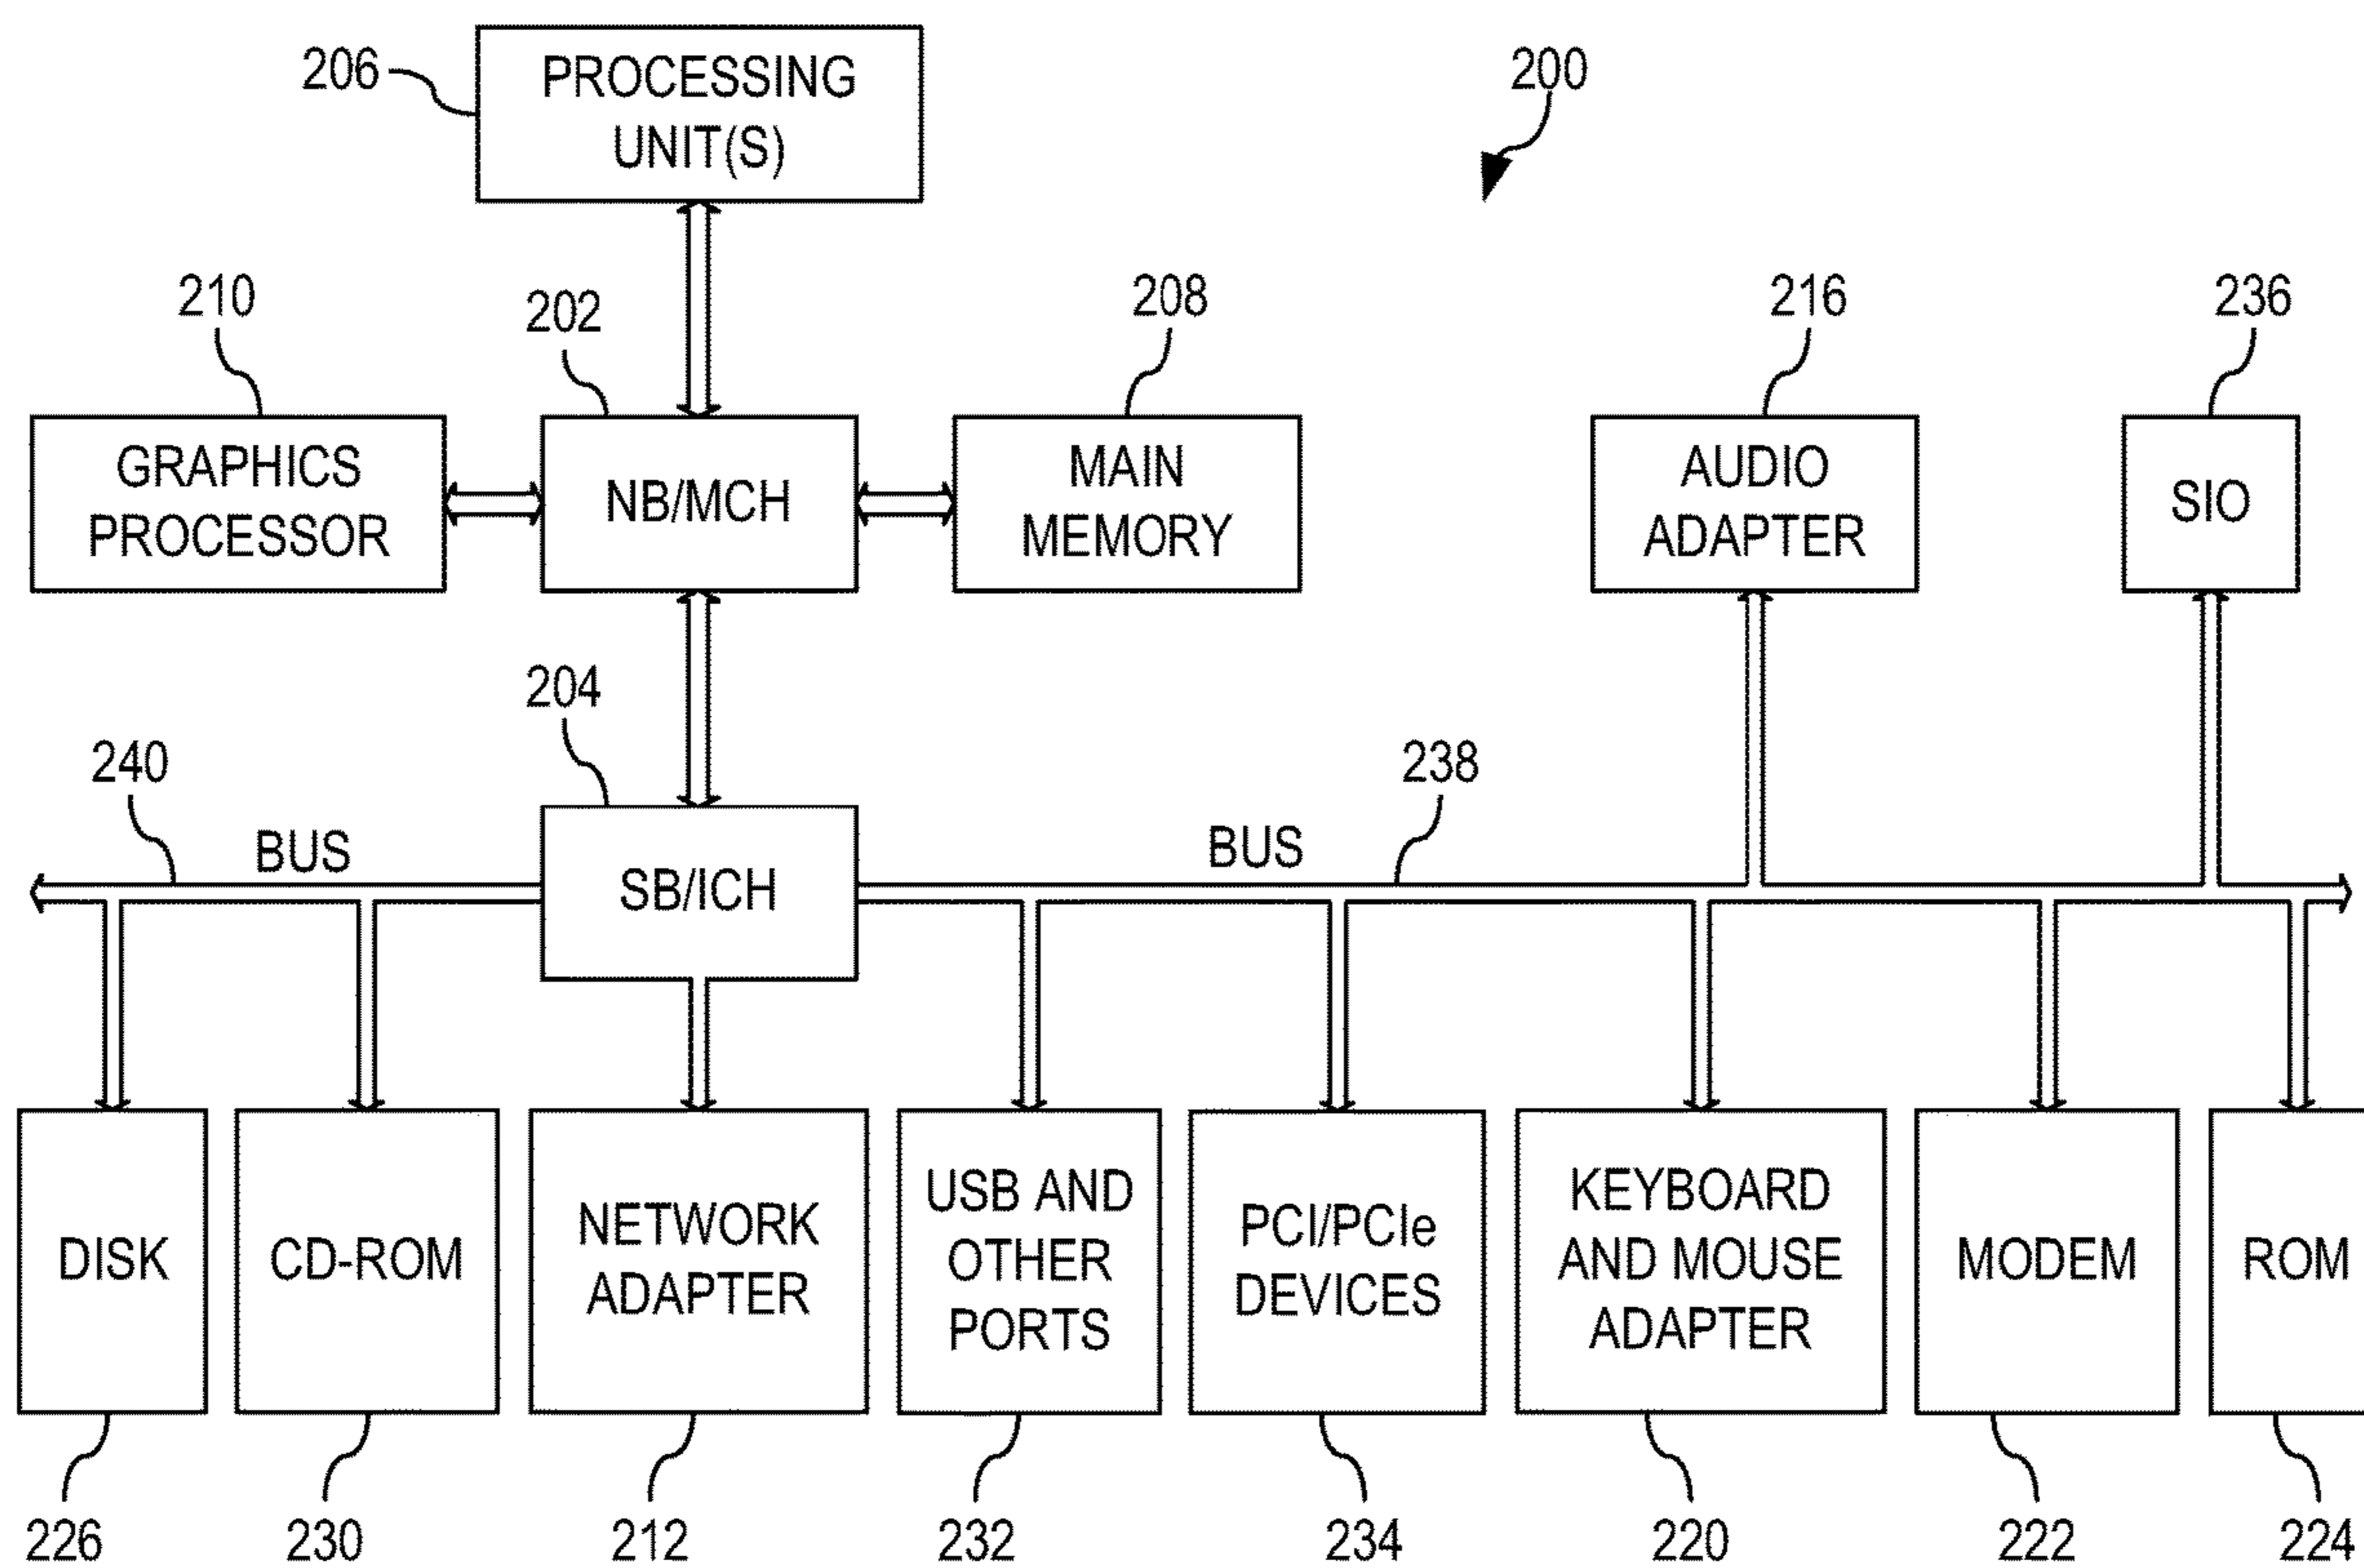 206
PROCESSING
UNIT(S)
200
210
202
208
216
236
GRAPHICS
PROCESSOR
NB/MCH
MAIN
MEMORY
AUDIO
ADAPTER
SIO
204
240
238
BUS
BUS
SB/ICH
DISK
CD-ROM
NETWORK
ADAPTER
USB AND
OTHER
PORTS
PCI/PCIe
DEVICES
KEYBOARD
AND MOUSE
ADAPTER
MODEM
ROM
226
230
212
232
234
220
222
224